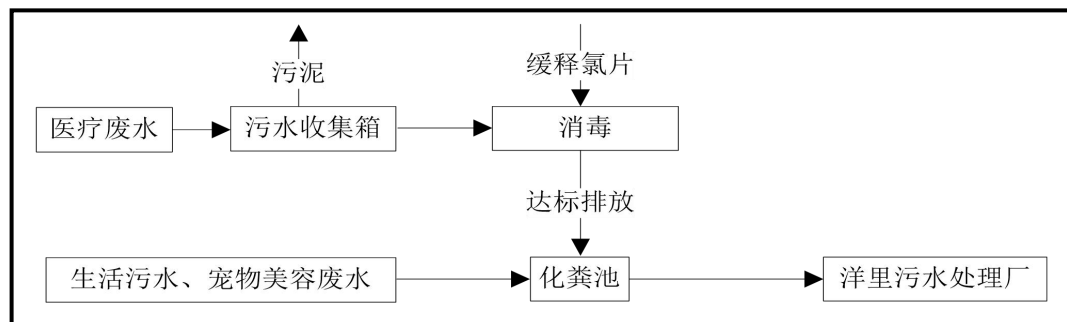 污泥
缓释氯片
医疗废水
污水收集箱
消毒
达标排放
生活污水、宠物美容废水
化粪池
洋里污水处理厂